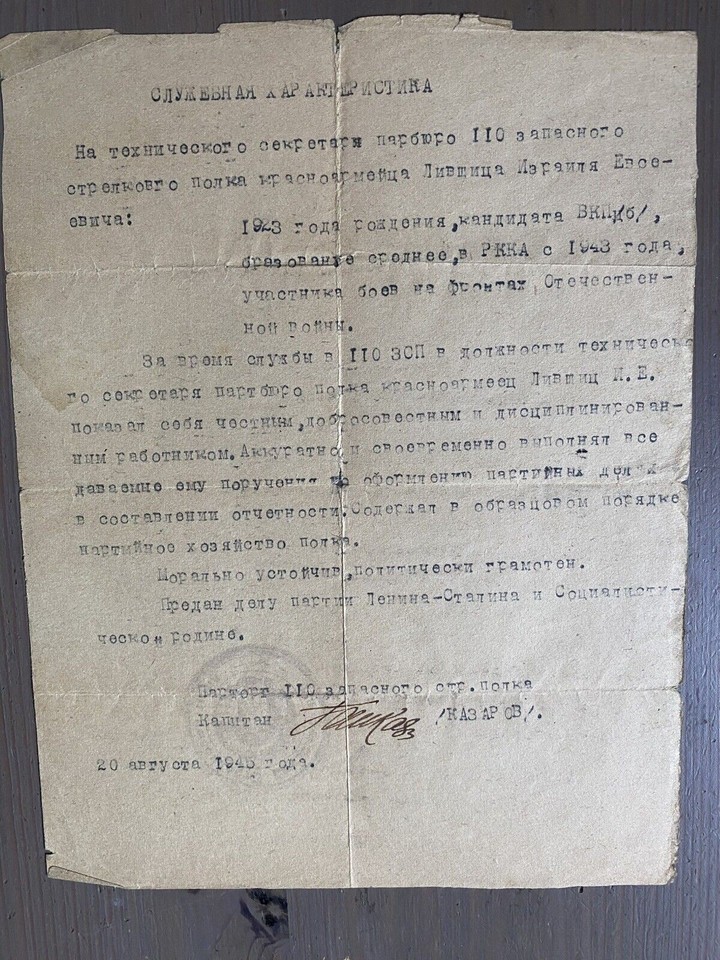 СЛУЖЕБНАЯ ХАРАКТЕРИСТИКА
На технического секретаря парбюро 110 запасного
стрелковго полка красноармейца Лившица Израиля Евсе-
евича:
1923 года рождения, кандидата ВКП/б/,
бразование среднее, в РККА с 1943 года,
участника боев на фронтах Отечествен-
ной войны.
За время службы в 110 ЗСП в должности техническ
го секретаря партбюро полка красноармеец Лившиц И. Е.
показал себя честным, добросовестным и дисциплинирован-
ным работником. Аккуратно и своевременно выполнял все
даваемые ему поручения по оформлению партийных дел и
в составлении отчетности. Содержал в образцовом порядке
партийное хозяйство полка.
Морально устойчив, политически грамотен.
Предан делу партии Ленина-Сталина и Социалисти-
ческой родине.
Парторг 110 запасного стр. полка
Капитан /КАЗАРОВ/.
20 августа 1945 года.